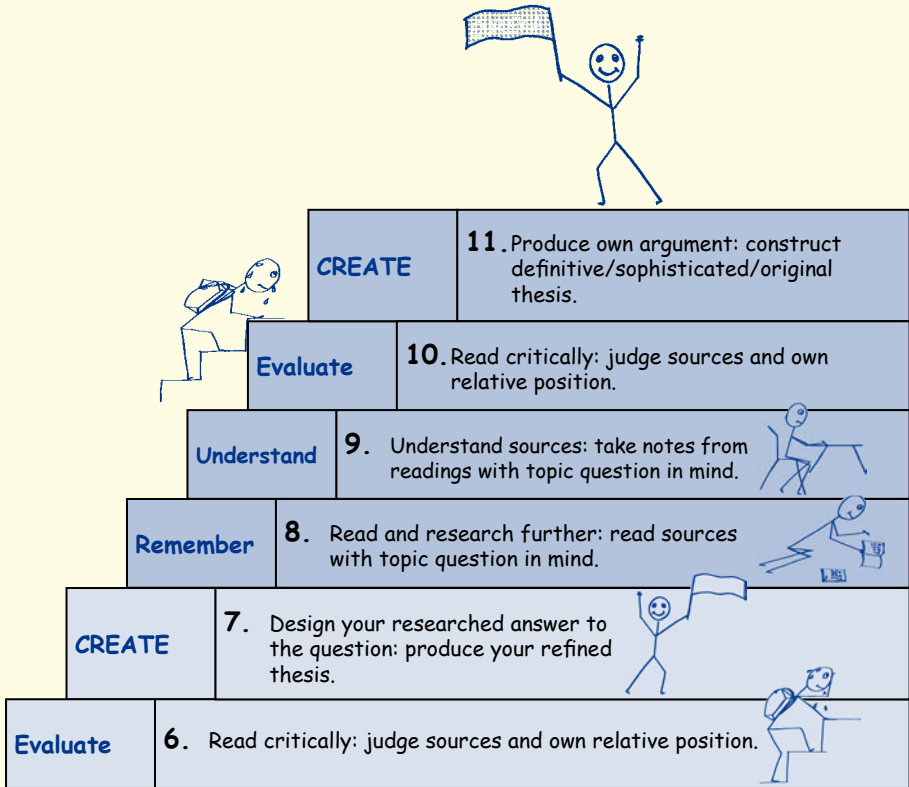 CREATE
11. Produce own argument: construct
definitive/sophisticated/original
thesis.
Evaluate
10. Read critically: judge sources and own
relative position.
Understand
9. Understand sources: take notes from
readings with topic question in mind.
Remember
8. Read and research further: read sources
with topic question in mind.
CREATE
7. Design your researched answer to
the question: produce your refined
thesis.
Evaluate
6. Read critically: judge sources and own relative position.